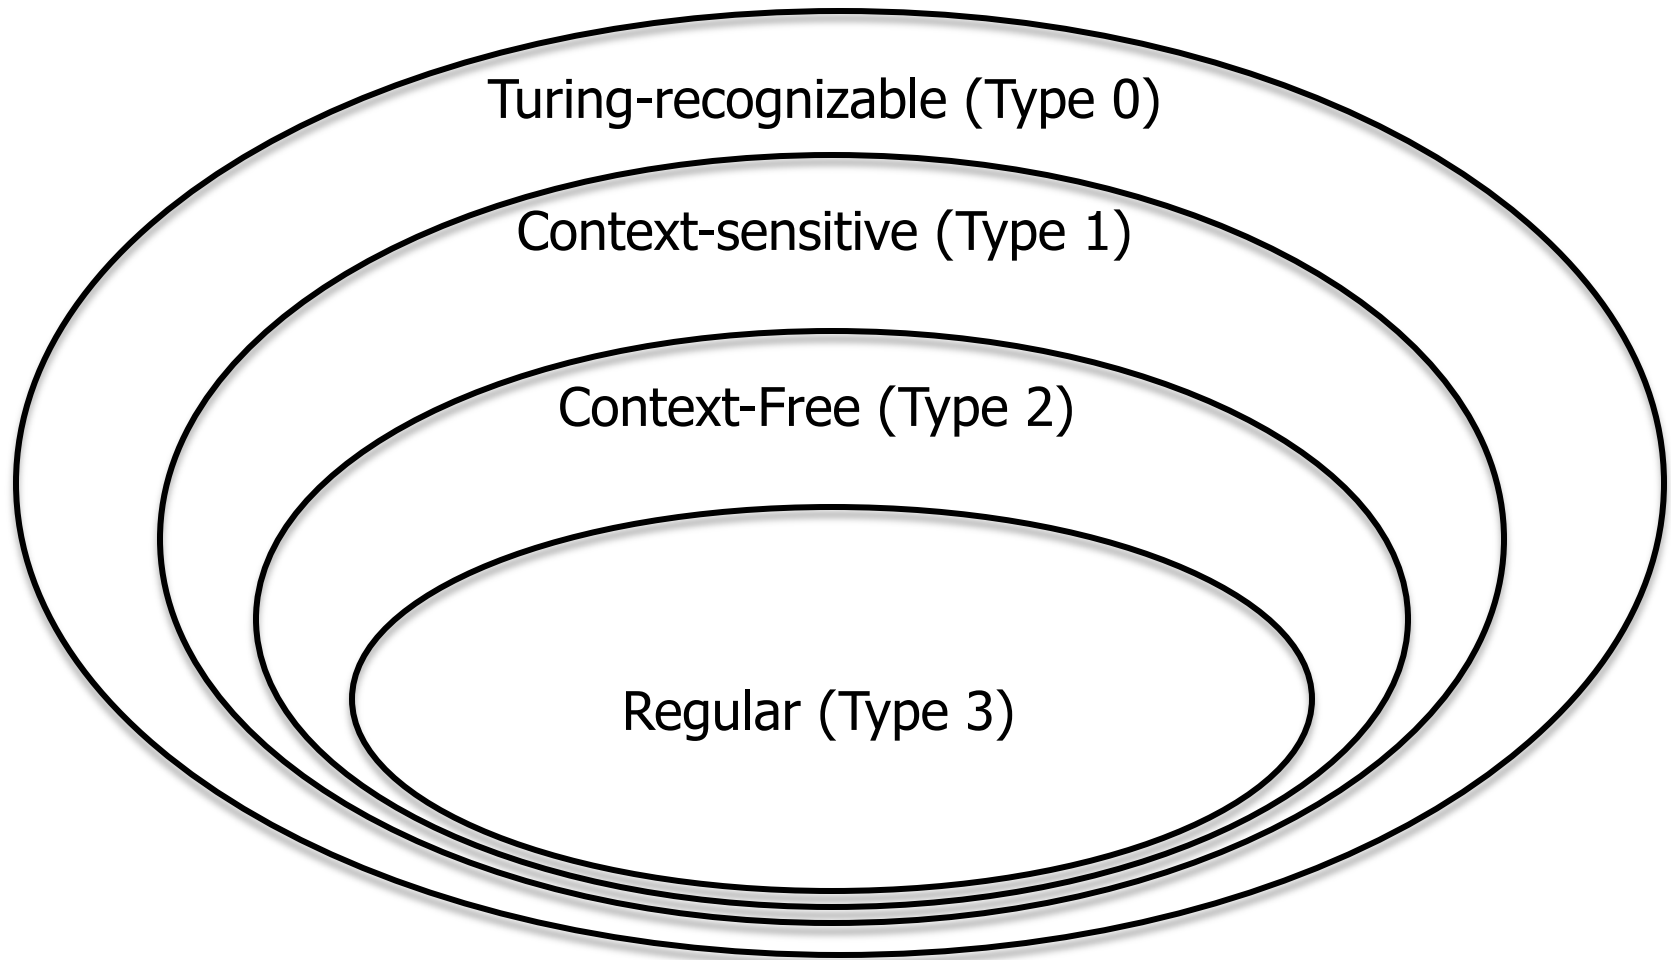 Turing-recognizable (Type 0)
Context-sensitive (Type 1)
Context-Free (Type 2)
Regular (Type 3)